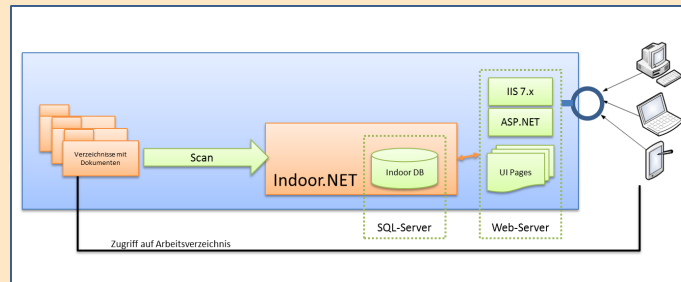 Verzeichnisse mit
Dokumenten
Scan
Indoor.NET
Indoor DB
SQL-Server
IIS 7.x
ASP.NET
UI Pages
Web-Server
Zugriff auf Arbeitsverzeichnis